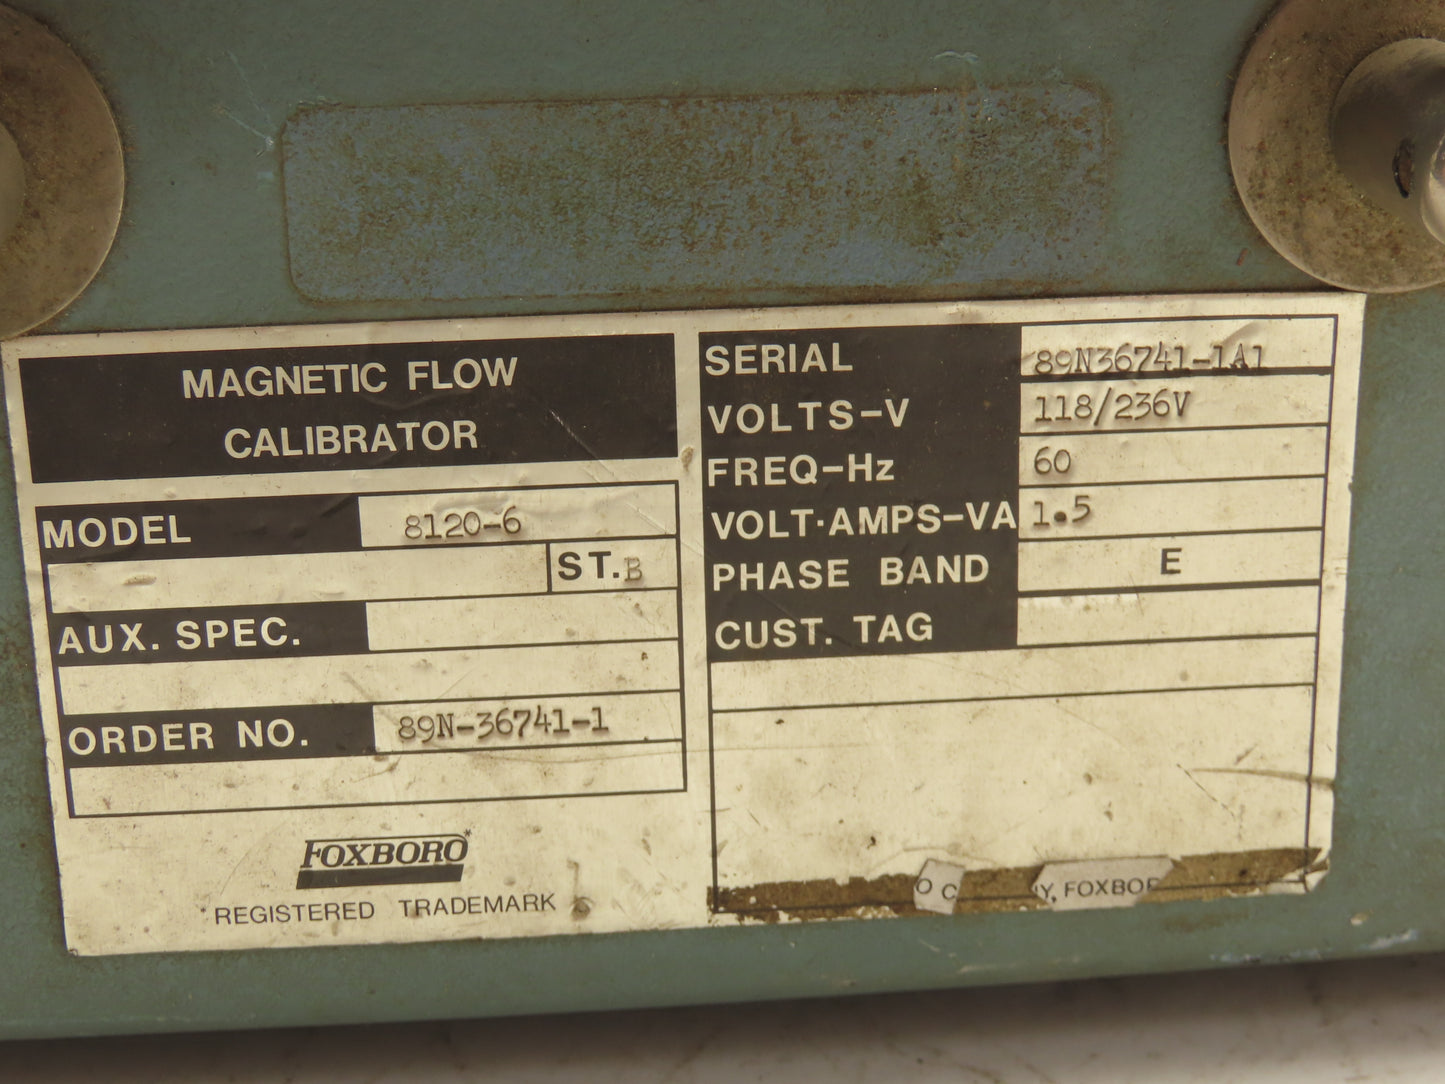 MAGNETIC FLOW
CALIBRATOR
MODEL 8120-6
ST. B
AUX. SPEC.
ORDER NO. 89N-36741-1
FOXBORO*
*REGISTERED TRADEMARK
SERIAL 89N36741-1A1
VOLTS-V 118/236V
FREQ-Hz 60
VOLT·AMPS-VA 1.5
PHASE BAND E
CUST. TAG
O C
Y, FOXBOR